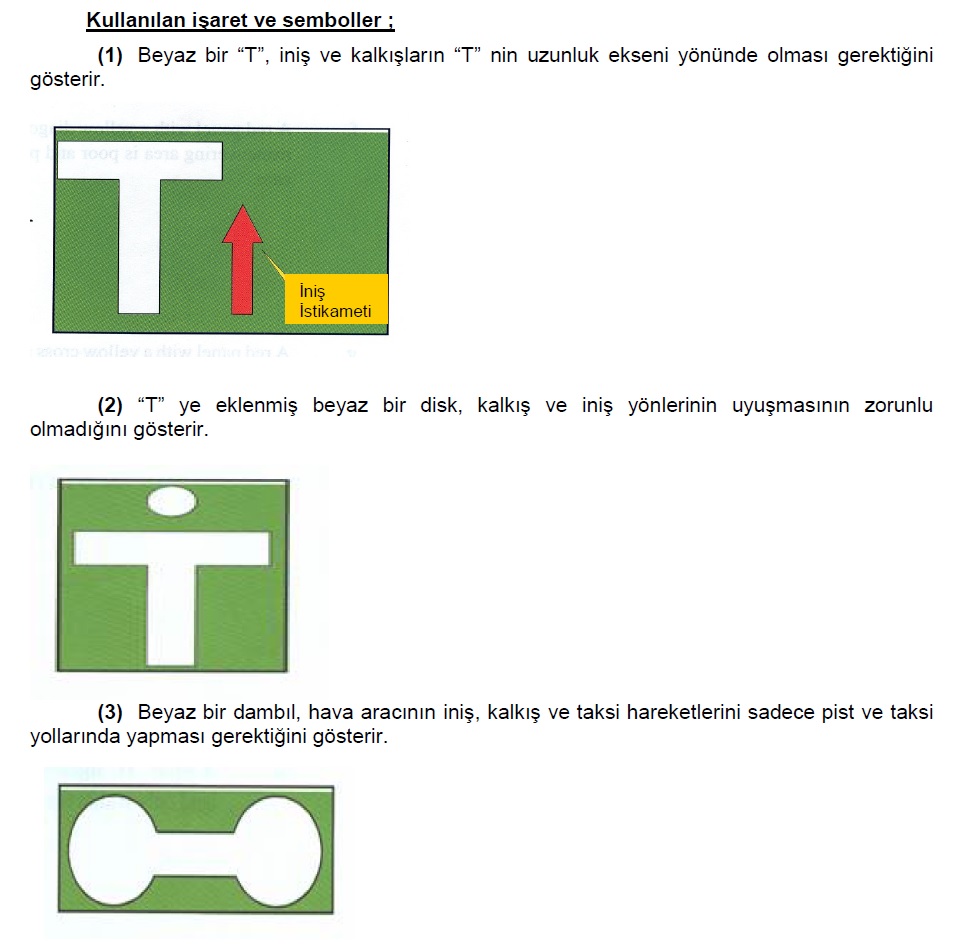 Kullanılan işaret ve semboller ;
(1) Beyaz bir “T”, iniş ve kalkışların “T” nin uzunluk ekseni yönünde olması gerektiğini
gösterir.
İniş
İstikameti
(2) “T” ye eklenmiş beyaz bir disk, kalkış ve iniş yönlerinin uyuşmasının zorunlu
olmadığını gösterir.
(3) Beyaz bir dambıl, hava aracının iniş, kalkış ve taksi hareketlerini sadece pist ve taksi
yollarında yapması gerektiğini gösterir.